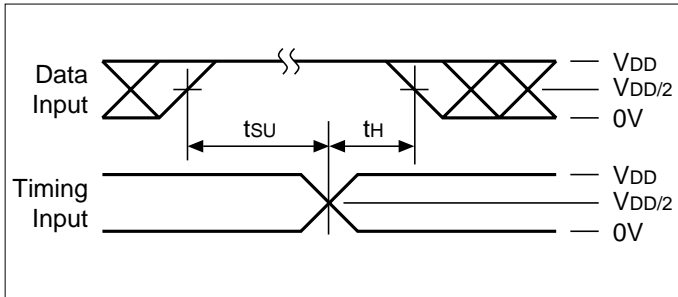 Data
Input
VDD
VDD/2
0V
tSU
tH
Timing
Input
VDD
VDD/2
0V